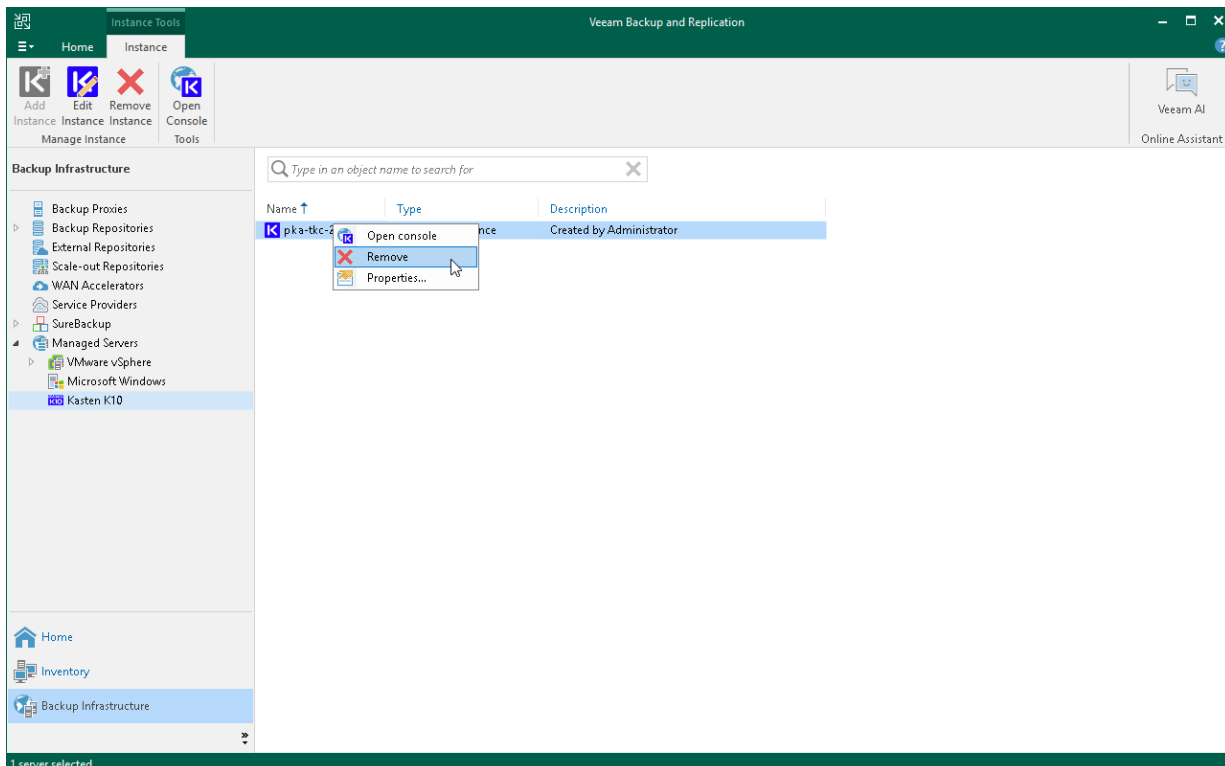 Instance Tools
Veeam Backup and Replication
Home
Instance
Add Instance
Edit Instance
Remove Instance
Open Console
Manage Instance
Tools
Veeam AI
Online Assistant
Backup Infrastructure
Type in an object name to search for
Backup Proxies
Backup Repositories
External Repositories
Scale-out Repositories
WAN Accelerators
Service Providers
SureBackup
Managed Servers
VMware vSphere
Microsoft Windows
Kasten K10
Name Type Description
pka-tkc- Created by Administrator
Open console
Remove
Properties...
Home
Inventory
Backup Infrastructure
1 server selected